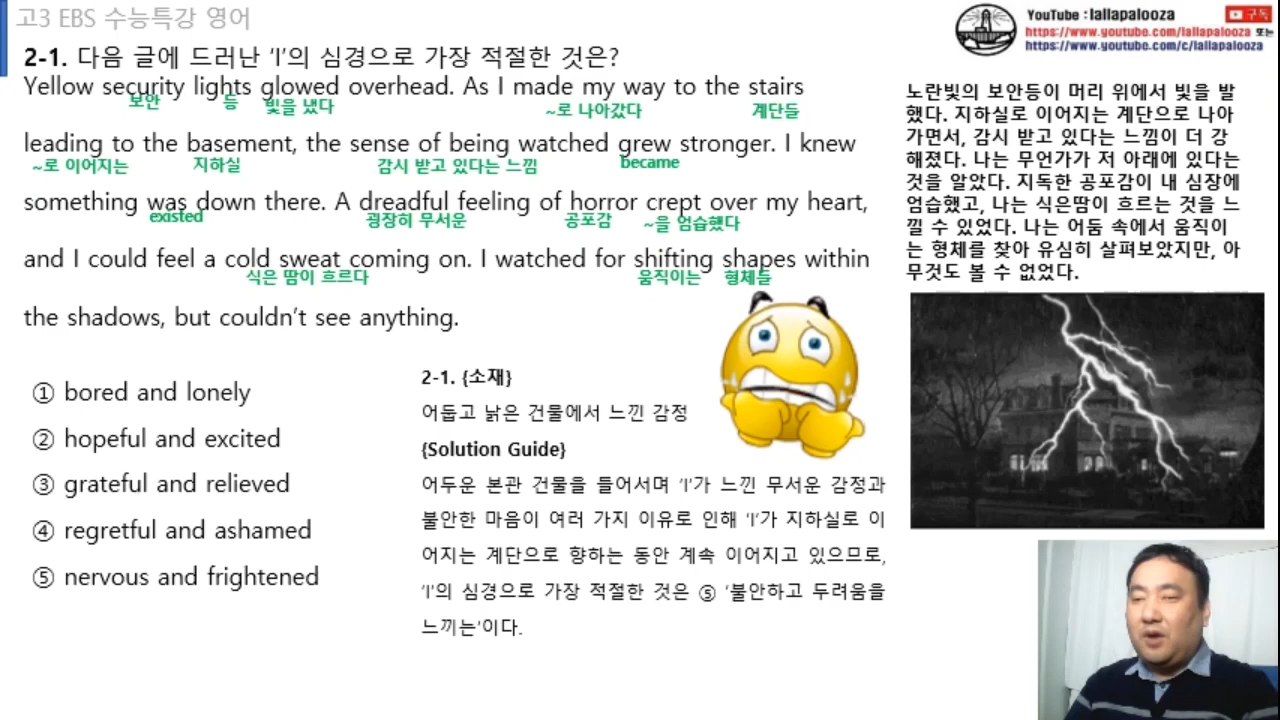 고3 EBS 수능특강 영어
YouTube : lallapalooza
구독
https://www.youtube.com/lallapalooza 또는
https://www.youtube.com/c/lallapalooza
2-1. 다음 글에 드러난 ‘I’의 심경으로 가장 적절한 것은?
Yellow security lights glowed overhead. As I made my way to the stairs
보안 등 빛을 냈다 ~로 나아갔다 계단들
leading to the basement, the sense of being watched grew stronger. I knew
~로 이어지는 지하실 감시 받고 있다는 느낌 became
something was down there. A dreadful feeling of horror crept over my heart,
existed 굉장히 무서운 공포감 ~을 엄습했다
and I could feel a cold sweat coming on. I watched for shifting shapes within
식은 땀이 흐르다 움직이는 형체들
the shadows, but couldn’t see anything.
① bored and lonely
② hopeful and excited
③ grateful and relieved
④ regretful and ashamed
⑤ nervous and frightened
2-1. {소재}
어둡고 낡은 건물에서 느낀 감정
{Solution Guide}
어두운 본관 건물을 들어서며 ‘I’가 느낀 무서운 감정과
불안한 마음이 여러 가지 이유로 인해 ‘I’가 지하실로 이
어지는 계단으로 향하는 동안 계속 이어지고 있으므로,
‘I’의 심경으로 가장 적절한 것은 ⑤ ‘불안하고 두려움을
느끼는’이다.
노란빛의 보안등이 머리 위에서 빛을 발
했다. 지하실로 이어지는 계단으로 나아
가면서, 감시 받고 있다는 느낌이 더 강
해졌다. 나는 무언가가 저 아래에 있다는
것을 알았다. 지독한 공포감이 내 심장에
엄습했고, 나는 식은땀이 흐르는 것을 느
낄 수 있었다. 나는 어둠 속에서 움직이
는 형체를 찾아 유심히 살펴보았지만, 아
무것도 볼 수 없었다.